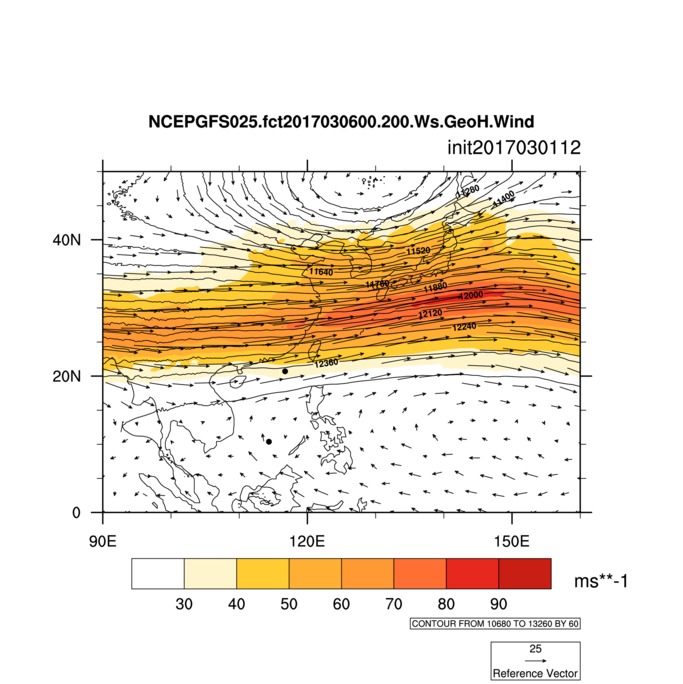 NCEPGFS025.fct2017030600.200.Ws.GeoH.Wind
init2017030112
11280
11400
40N
11520
11640
11760
11880
12000
12120
12240
12360
20N
0
90E 120E 150E
ms**-1
30 40 50 60 70 80 90
CONTOUR FROM 10680 TO 13260 BY 60
25
Reference Vector